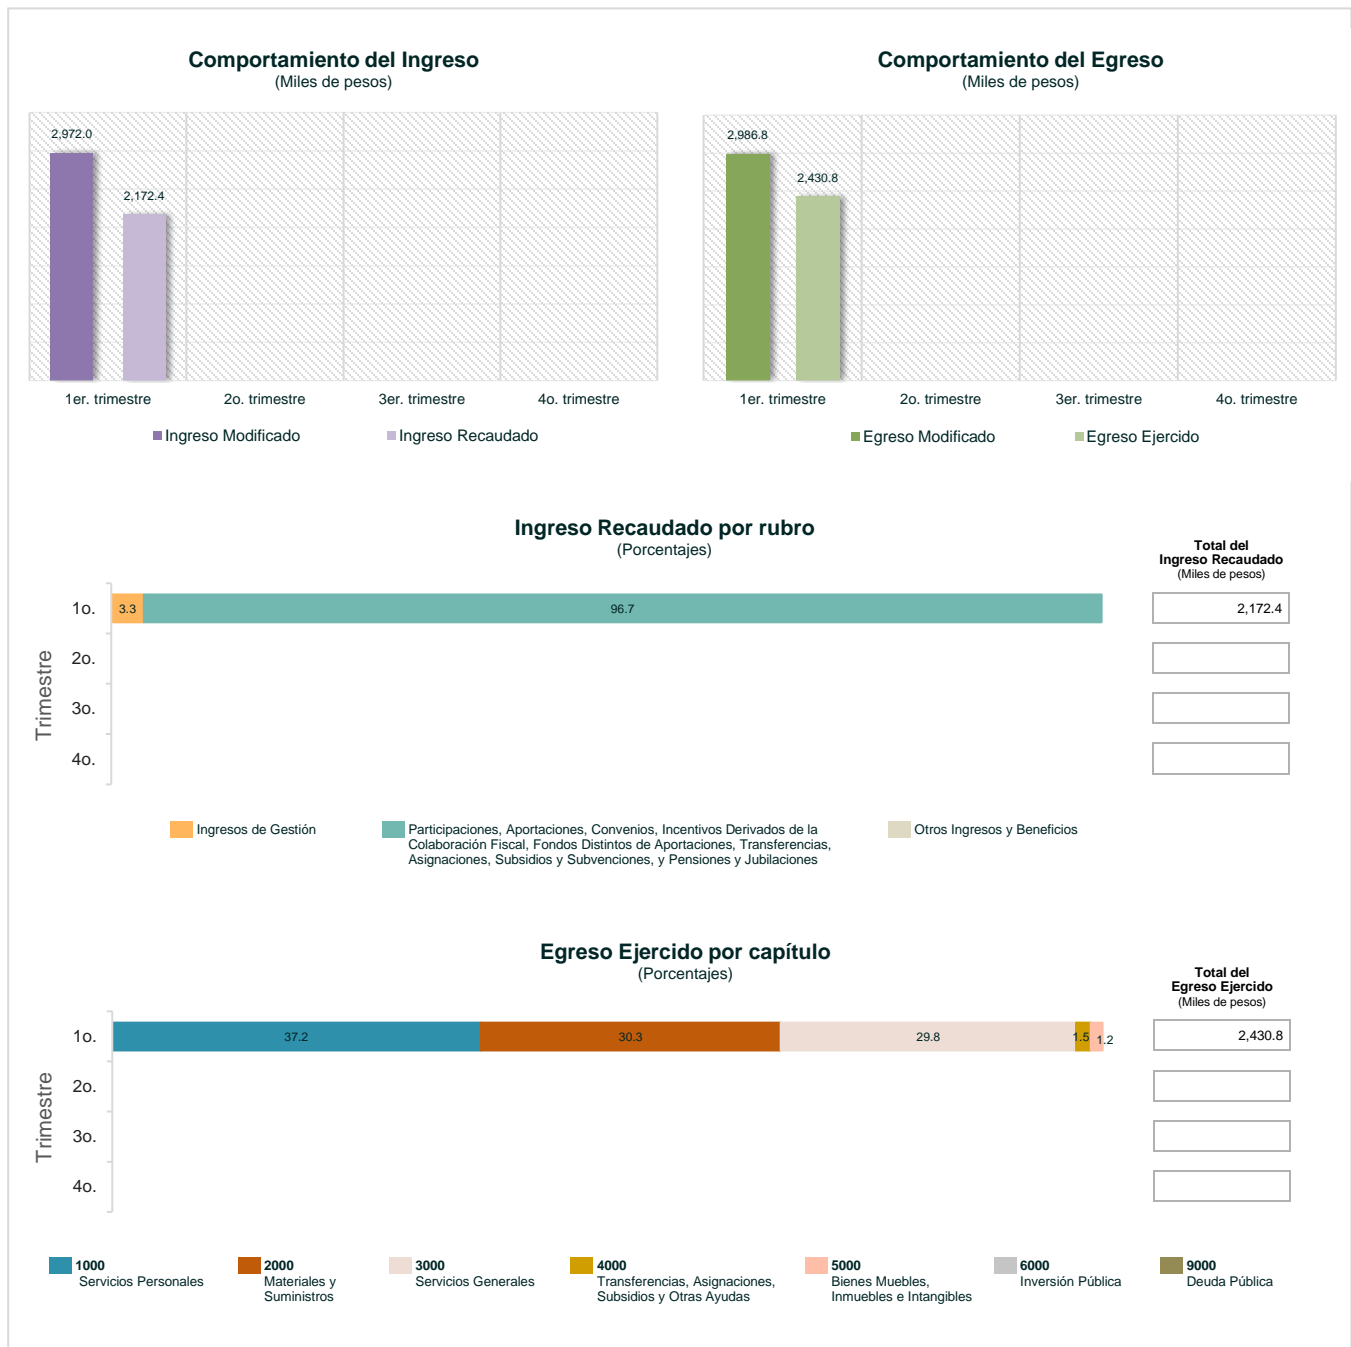 Comportamiento del Ingreso
(Miles de pesos)
2,972.0
2,172.4
1er. trimestre
2o. trimestre
3er. trimestre
4o. trimestre
Ingreso Modificado
Ingreso Recaudado
Comportamiento del Egreso
(Miles de pesos)
2,986.8
2,430.8
1er. trimestre
2o. trimestre
3er. trimestre
4o. trimestre
Egreso Modificado
Egreso Ejercido
Ingreso Recaudado por rubro
(Porcentajes)
Total del
Ingreso Recaudado
(Miles de pesos)
Trimestre
1o.
3.3
96.7
2,172.4
2o.
3o.
4o.
Ingresos de Gestión
Participaciones, Aportaciones, Convenios, Incentivos Derivados de la
Colaboración Fiscal, Fondos Distintos de Aportaciones, Transferencias,
Asignaciones, Subsidios y Subvenciones, y Pensiones y Jubilaciones
Otros Ingresos y Beneficios
Egreso Ejercido por capítulo
(Porcentajes)
Total del
Egreso Ejercido
(Miles de pesos)
Trimestre
1o.
37.2
30.3
29.8
1.5
1.2
2,430.8
2o.
3o.
4o.
1000
Servicios Personales
2000
Materiales y
Suministros
3000
Servicios Generales
4000
Transferencias, Asignaciones,
Subsidios y Otras Ayudas
5000
Bienes Muebles,
Inmuebles e Intangibles
6000
Inversión Pública
9000
Deuda Pública